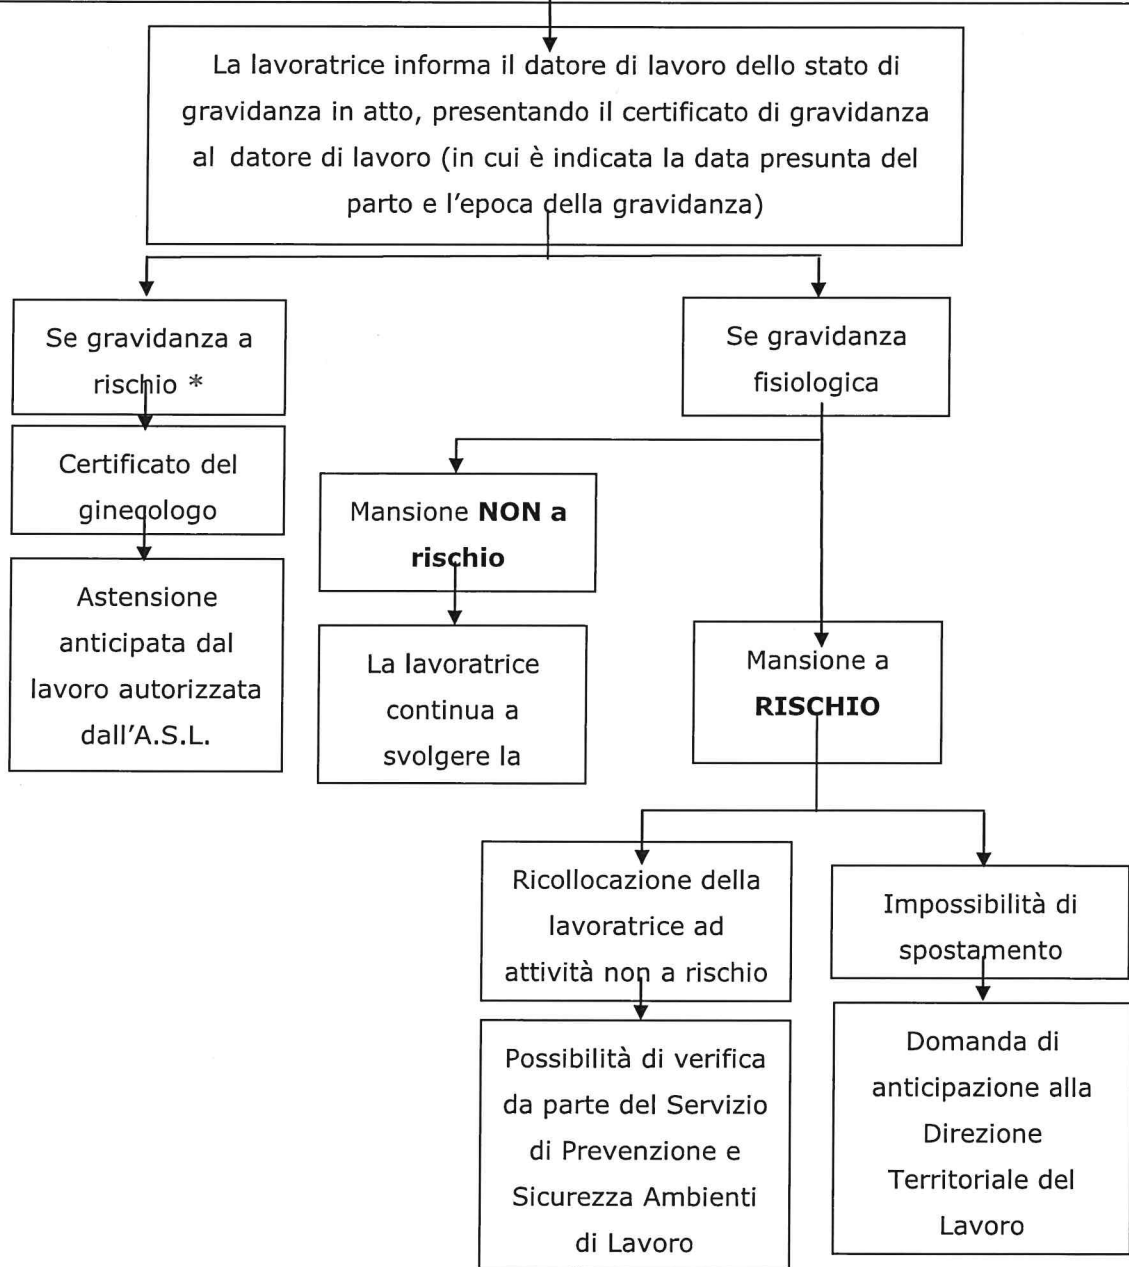 La lavoratrice informa il datore di lavoro dello stato di
gravidanza in atto, presentando il certificato di gravidanza
al datore di lavoro (in cui è indicata la data presunta del
parto e l'epoca della gravidanza)
Se gravidanza a
rischio *
Certificato del
ginecologo
Astensione
anticipata dal
lavoro autorizzata
dall'A.S.L.
Se gravidanza
fisiologica
Mansione NON a
rischio
La lavoratrice
continua a
svolgere la
Mansione a
RISCHIO
Ricollocazione della
lavoratrice ad
attività non a rischio
Possibilità di verifica
da parte del Servizio
di Prevenzione e
Sicurezza Ambienti
di Lavoro
Impossibilità di
spostamento
Domanda di
anticipazione alla
Direzione
Territoriale del
Lavoro